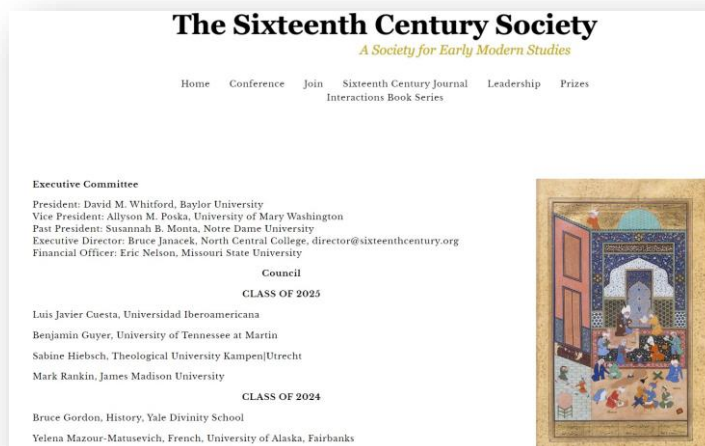 The Sixteenth Century Society
A Society for Early Modern Studies
Home Conference Join Sixteenth Century Journal Leadership Prizes
Interactions Book Series
Executive Committee
President: David M. Whitford, Baylor University
Vice President: Allyson M. Poska, University of Mary Washington
Past President: Susannah B. Monta, Notre Dame University
Executive Director: Bruce Janacek, North Central College, director@sixteenthcentury.org
Financial Officer: Eric Nelson, Missouri State University
Council
CLASS OF 2025
Luis Javier Cuesta, Universidad Iberoamericana
Benjamin Guyer, University of Tennessee at Martin
Sabine Hiebsch, Theological University Kampen|Utrecht
Mark Rankin, James Madison University
CLASS OF 2024
Bruce Gordon, History, Yale Divinity School
Yelena Mazour-Matusevich, French, University of Alaska, Fairbanks